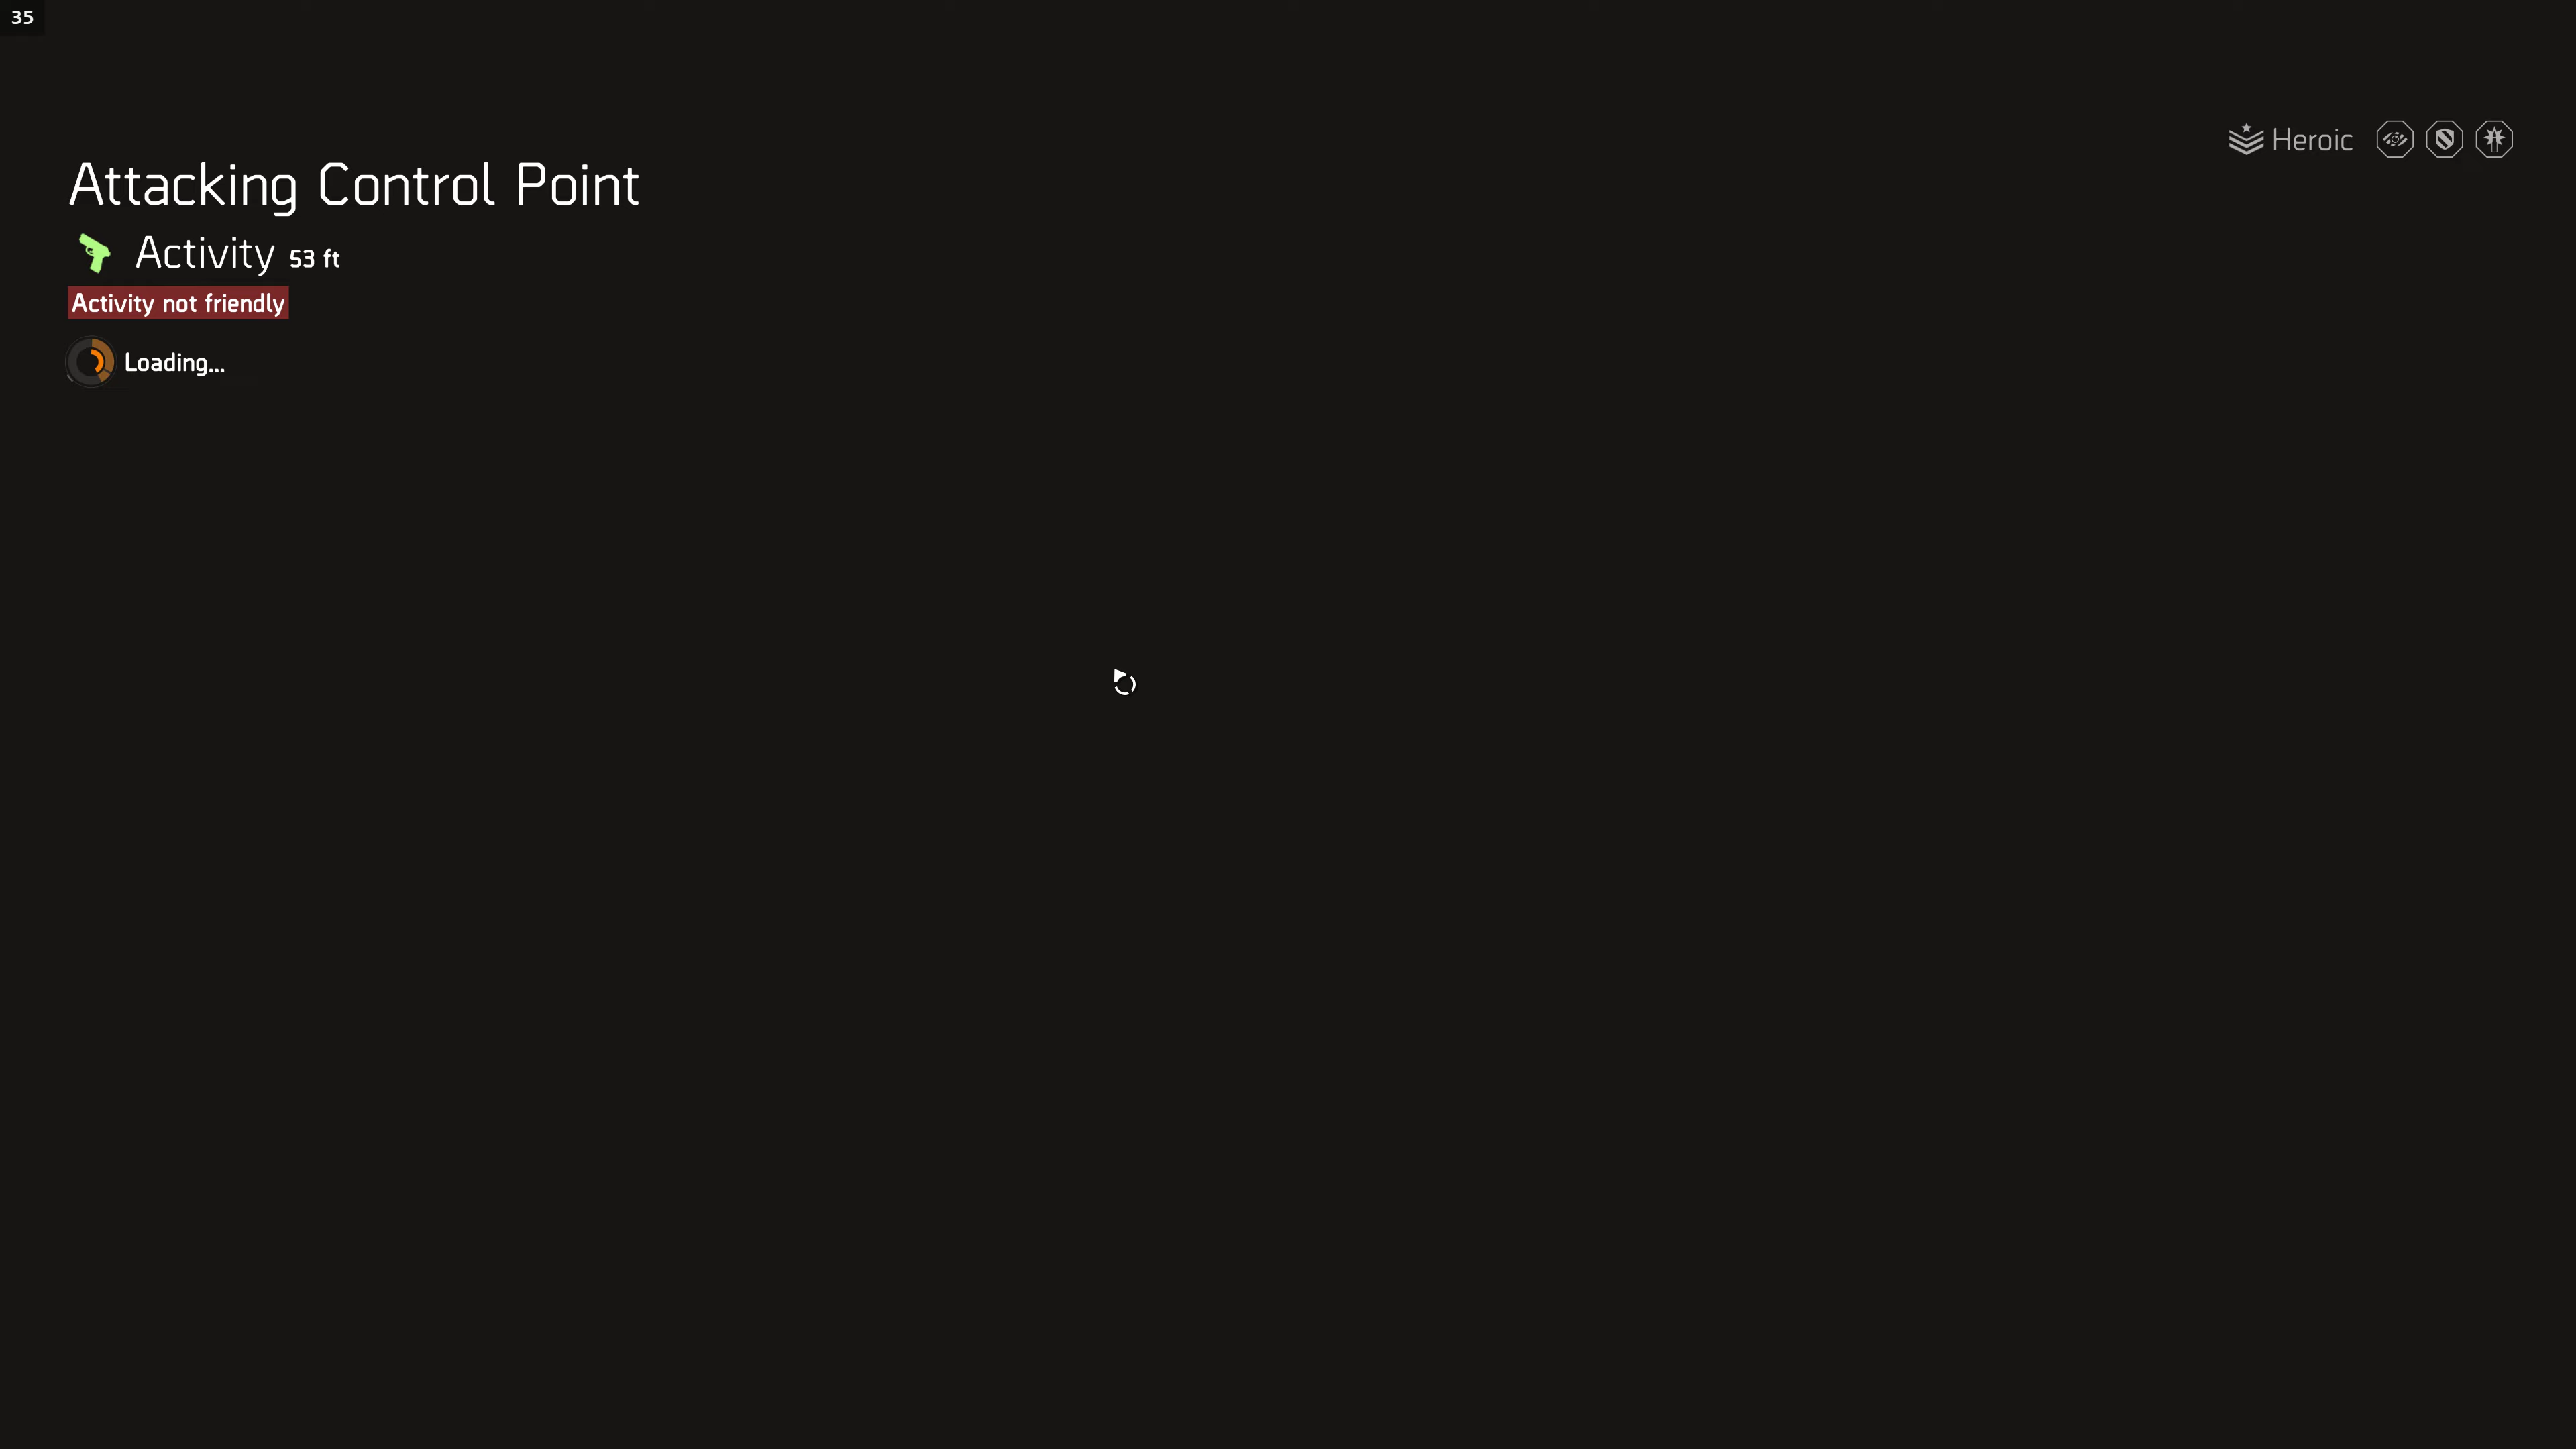 35
Heroic
Attacking Control Point
Activity 53 ft
Activity not friendly
Loading...